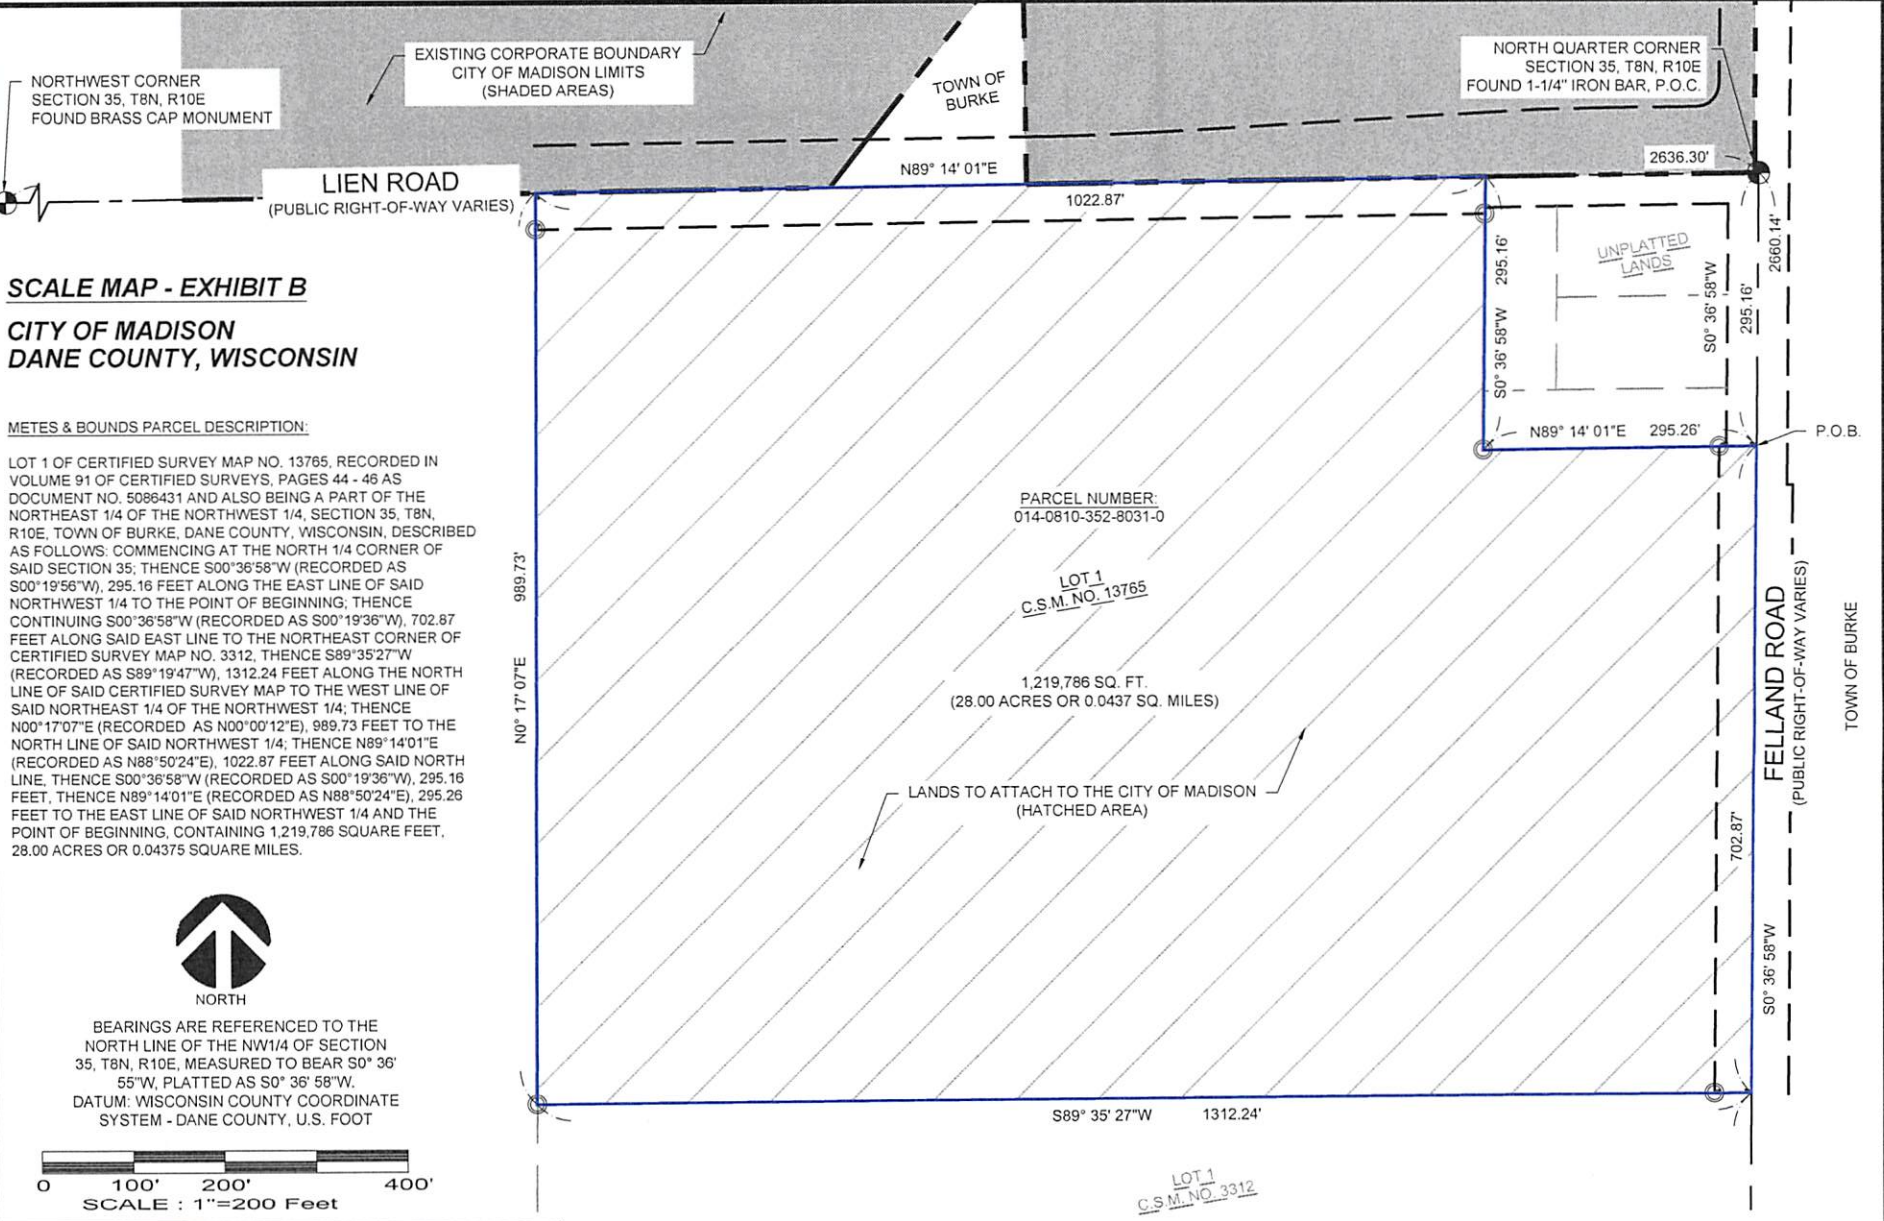 EXISTING CORPORATE BOUNDARY
CITY OF MADISON LIMITS
(SHADED AREAS)
NORTHWEST CORNER
SECTION 35, T8N, R10E
FOUND BRASS CAP MONUMENT
TOWN OF
BURKE
NORTH QUARTER CORNER
SECTION 35, T8N, R10E
FOUND 1-1/4" IRON BAR, P.O.C.
2636.30'
N89° 14' 01"E
1022.87'
LIEN ROAD
(PUBLIC RIGHT-OF-WAY VARIES)
UNPLATTED
LANDS
2660.14'
295.16'
S0° 36' 58"W
295.16'
S0° 36' 58"W
N89° 14' 01"E 295.26'
P.O.B.
SCALE MAP - EXHIBIT B
CITY OF MADISON
DANE COUNTY, WISCONSIN
METES & BOUNDS PARCEL DESCRIPTION:
LOT 1 OF CERTIFIED SURVEY MAP NO. 13765, RECORDED IN
VOLUME 91 OF CERTIFIED SURVEYS, PAGES 44 - 46 AS
DOCUMENT NO. 5086431 AND ALSO BEING A PART OF THE
NORTHEAST 1/4 OF THE NORTHWEST 1/4, SECTION 35, T8N,
R10E, TOWN OF BURKE, DANE COUNTY, WISCONSIN, DESCRIBED
AS FOLLOWS: COMMENCING AT THE NORTH 1/4 CORNER OF
SAID SECTION 35; THENCE S00°36'58"W (RECORDED AS
S00°19'56"W), 295.16 FEET ALONG THE EAST LINE OF SAID
NORTHWEST 1/4 TO THE POINT OF BEGINNING; THENCE
CONTINUING S00°36'58"W (RECORDED AS S00°19'36"W), 702.87
FEET ALONG SAID EAST LINE TO THE NORTHEAST CORNER OF
CERTIFIED SURVEY MAP NO. 3312, THENCE S89°35'27"W
(RECORDED AS S89°19'47"W), 1312.24 FEET ALONG THE NORTH
LINE OF SAID CERTIFIED SURVEY MAP TO THE WEST LINE OF
SAID NORTHEAST 1/4 OF THE NORTHWEST 1/4; THENCE
N00°17'07"E (RECORDED AS N00°00'12"E), 989.73 FEET TO THE
NORTH LINE OF SAID NORTHWEST 1/4; THENCE N89°14'01"E
(RECORDED AS N88°50'24"E), 1022.87 FEET ALONG SAID NORTH
LINE, THENCE S00°36'58"W (RECORDED AS S00°19'36"W), 295.16
FEET, THENCE N89°14'01"E (RECORDED AS N88°50'24"E), 295.26
FEET TO THE EAST LINE OF SAID NORTHWEST 1/4 AND THE
POINT OF BEGINNING, CONTAINING 1,219,786 SQUARE FEET,
28.00 ACRES OR 0.04375 SQUARE MILES.
989.73'
N0° 17' 07"E
PARCEL NUMBER:
014-0810-352-8031-0
LOT 1
C.S.M. NO. 13765
1,219,786 SQ. FT.
(28.00 ACRES OR 0.0437 SQ. MILES)
LANDS TO ATTACH TO THE CITY OF MADISON
(HATCHED AREA)
FELLAND ROAD
(PUBLIC RIGHT-OF-WAY VARIES)
TOWN OF BURKE
702.87'
S0° 36' 58"W
NORTH
BEARINGS ARE REFERENCED TO THE
NORTH LINE OF THE NW1/4 OF SECTION
35, T8N, R10E, MEASURED TO BEAR S0° 36'
55"W, PLATTED AS S0° 36' 58"W.
DATUM: WISCONSIN COUNTY COORDINATE
SYSTEM - DANE COUNTY, U.S. FOOT
S89° 35' 27"W 1312.24'
0 100' 200' 400'
SCALE : 1"=200 Feet
LOT 1
C.S.M. NO. 3312